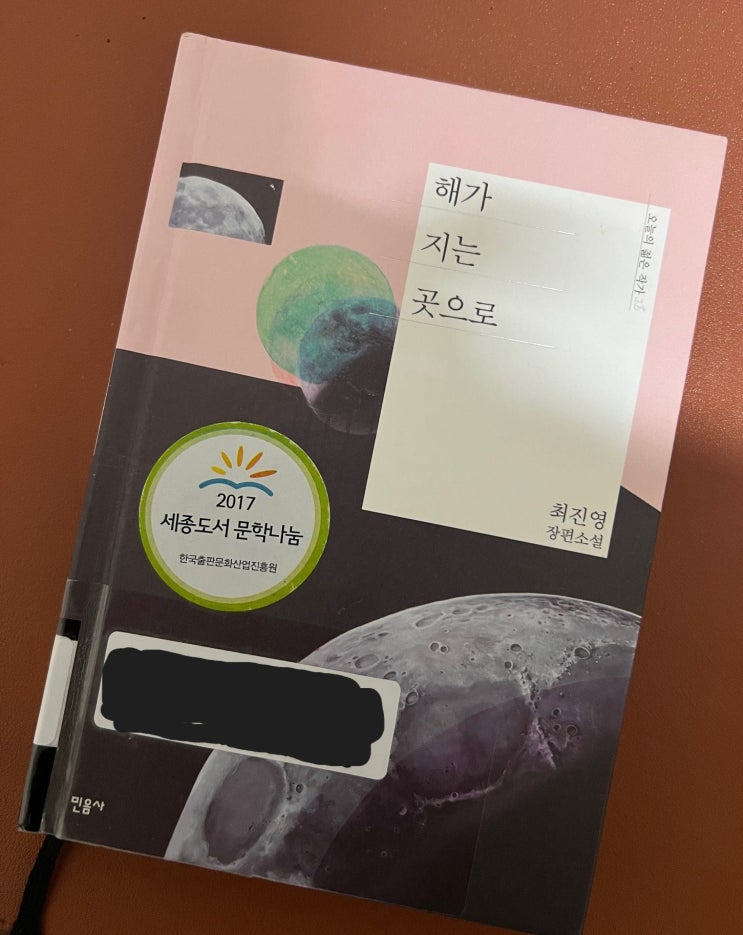 해가
지는
곳으로
오늘의 젊은 작가
최진영
장편소설
2017
세종도서 문학나눔
한국출판문화산업진흥원
민음사